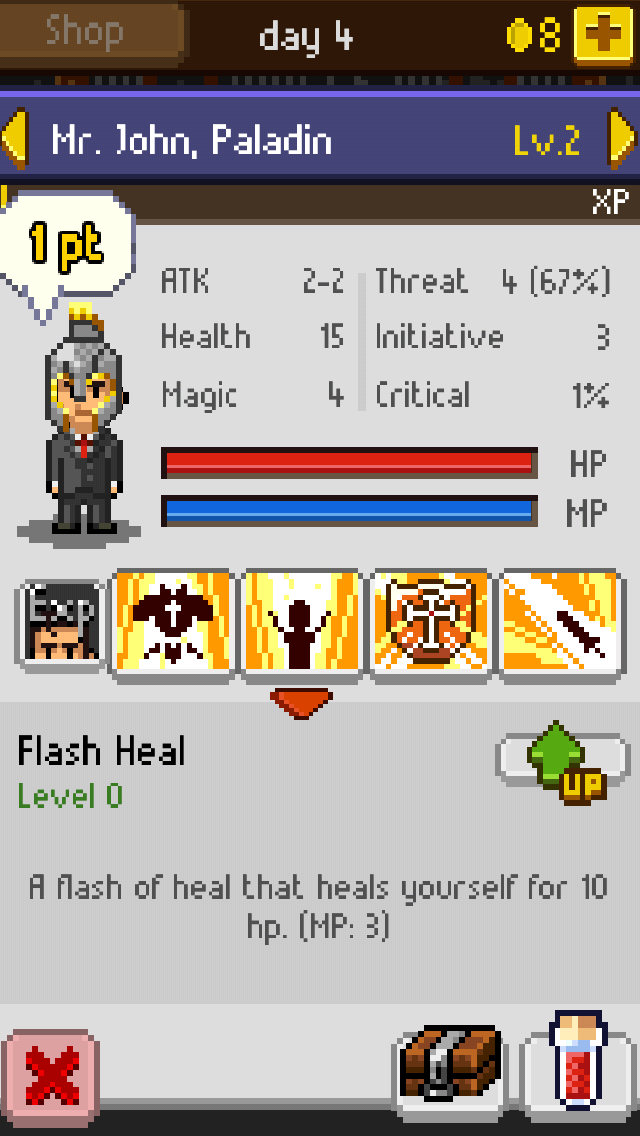 Shop
day 4
8
Mr. John, Paladin
Lv.2
XP
1 pt
ATK 2-2
Threat 4 (67%)
Health 15
Initiative 3
Magic 4
Critical 1%
HP
MP
Exp
Flash Heal
Level 0
UP
A flash of heal that heals yourself for 10
hp. (MP: 3)